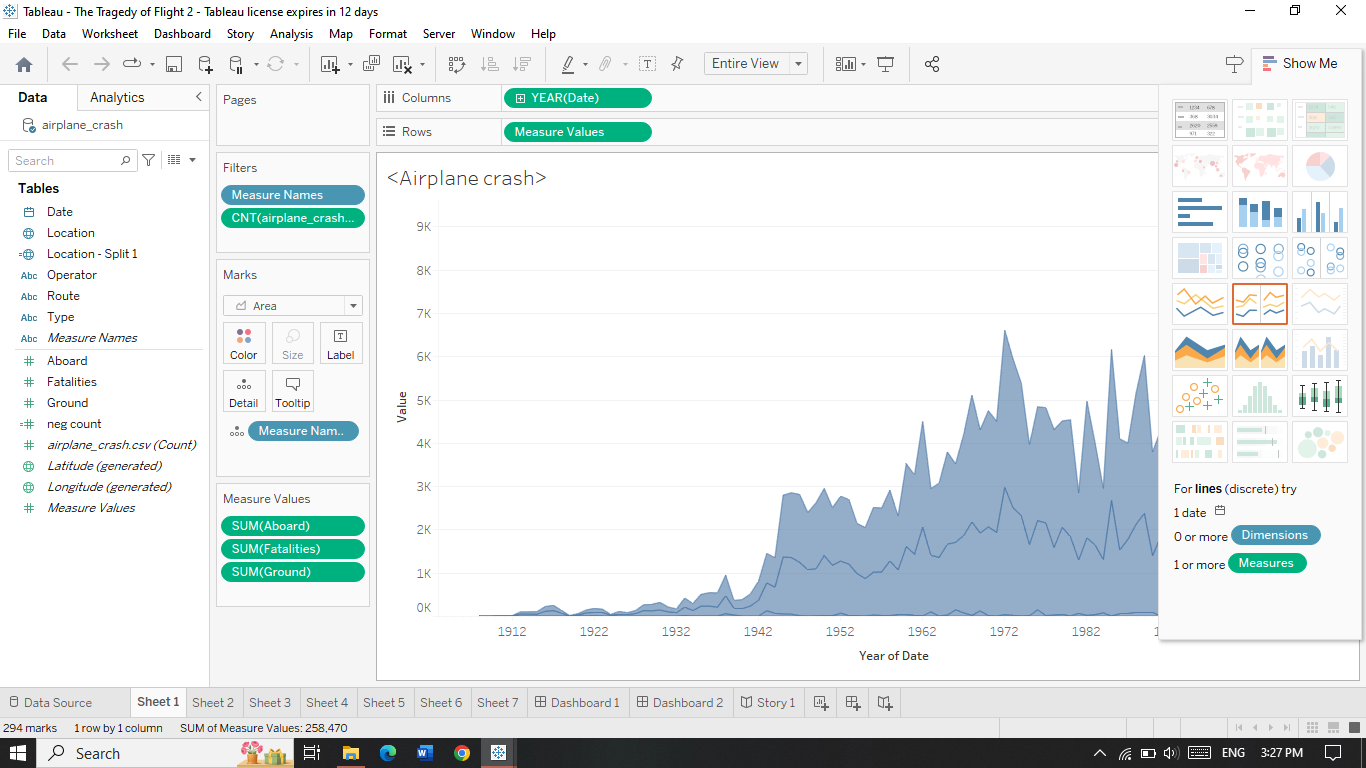 Tableau - The Tragedy of Flight 2 - Tableau license expires in 12 days
File Data Worksheet Dashboard Story Analysis Map Format Server Window Help
Entire View
Show Me
Data Analytics
airplane_crash
Search
Tables
Date
Location
Location - Split 1
Abc Operator
Abc Route
Abc Type
Abc Measure Names
Aboard
Fatalities
Ground
neg count
airplane_crash.csv (Count)
Latitude (generated)
Longitude (generated)
Measure Values
Pages
Filters
Measure Names
CNT(airplane_crash...
Marks
Area
Color Size Label
Detail Tooltip
Measure Nam..
Measure Values
SUM(Aboard)
SUM(Fatalities)
SUM(Ground)
Columns YEAR(Date)
Rows Measure Values
<Airplane crash>
Value
9K
8K
7K
6K
5K
4K
3K
2K
1K
0K
1912 1922 1932 1942 1952 1962 1972 1982
Year of Date
For lines (discrete) try
1 date
0 or more Dimensions
1 or more Measures
Data Source Sheet 1 Sheet 2 Sheet 3 Sheet 4 Sheet 5 Sheet 6 Sheet 7 Dashboard 1 Dashboard 2 Story 1
294 marks 1 row by 1 column SUM of Measure Values: 258,470
Search
ENG 3:27 PM